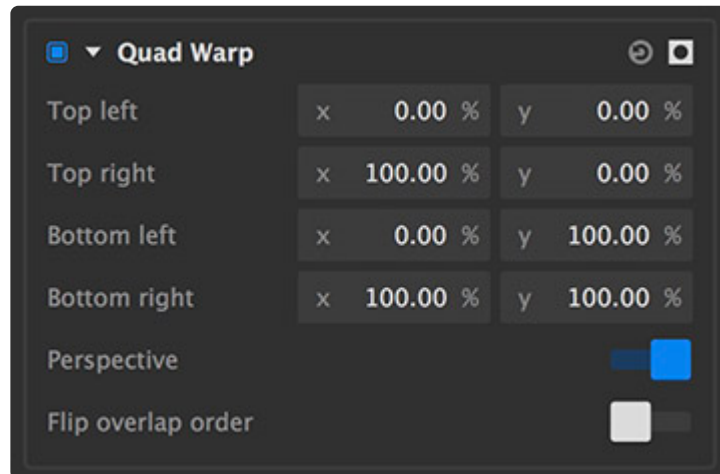 Quad Warp
Top left x 0.00 % y 0.00 %
Top right x 100.00 % y 0.00 %
Bottom left x 0.00 % y 100.00 %
Bottom right x 100.00 % y 100.00 %
Perspective
Flip overlap order